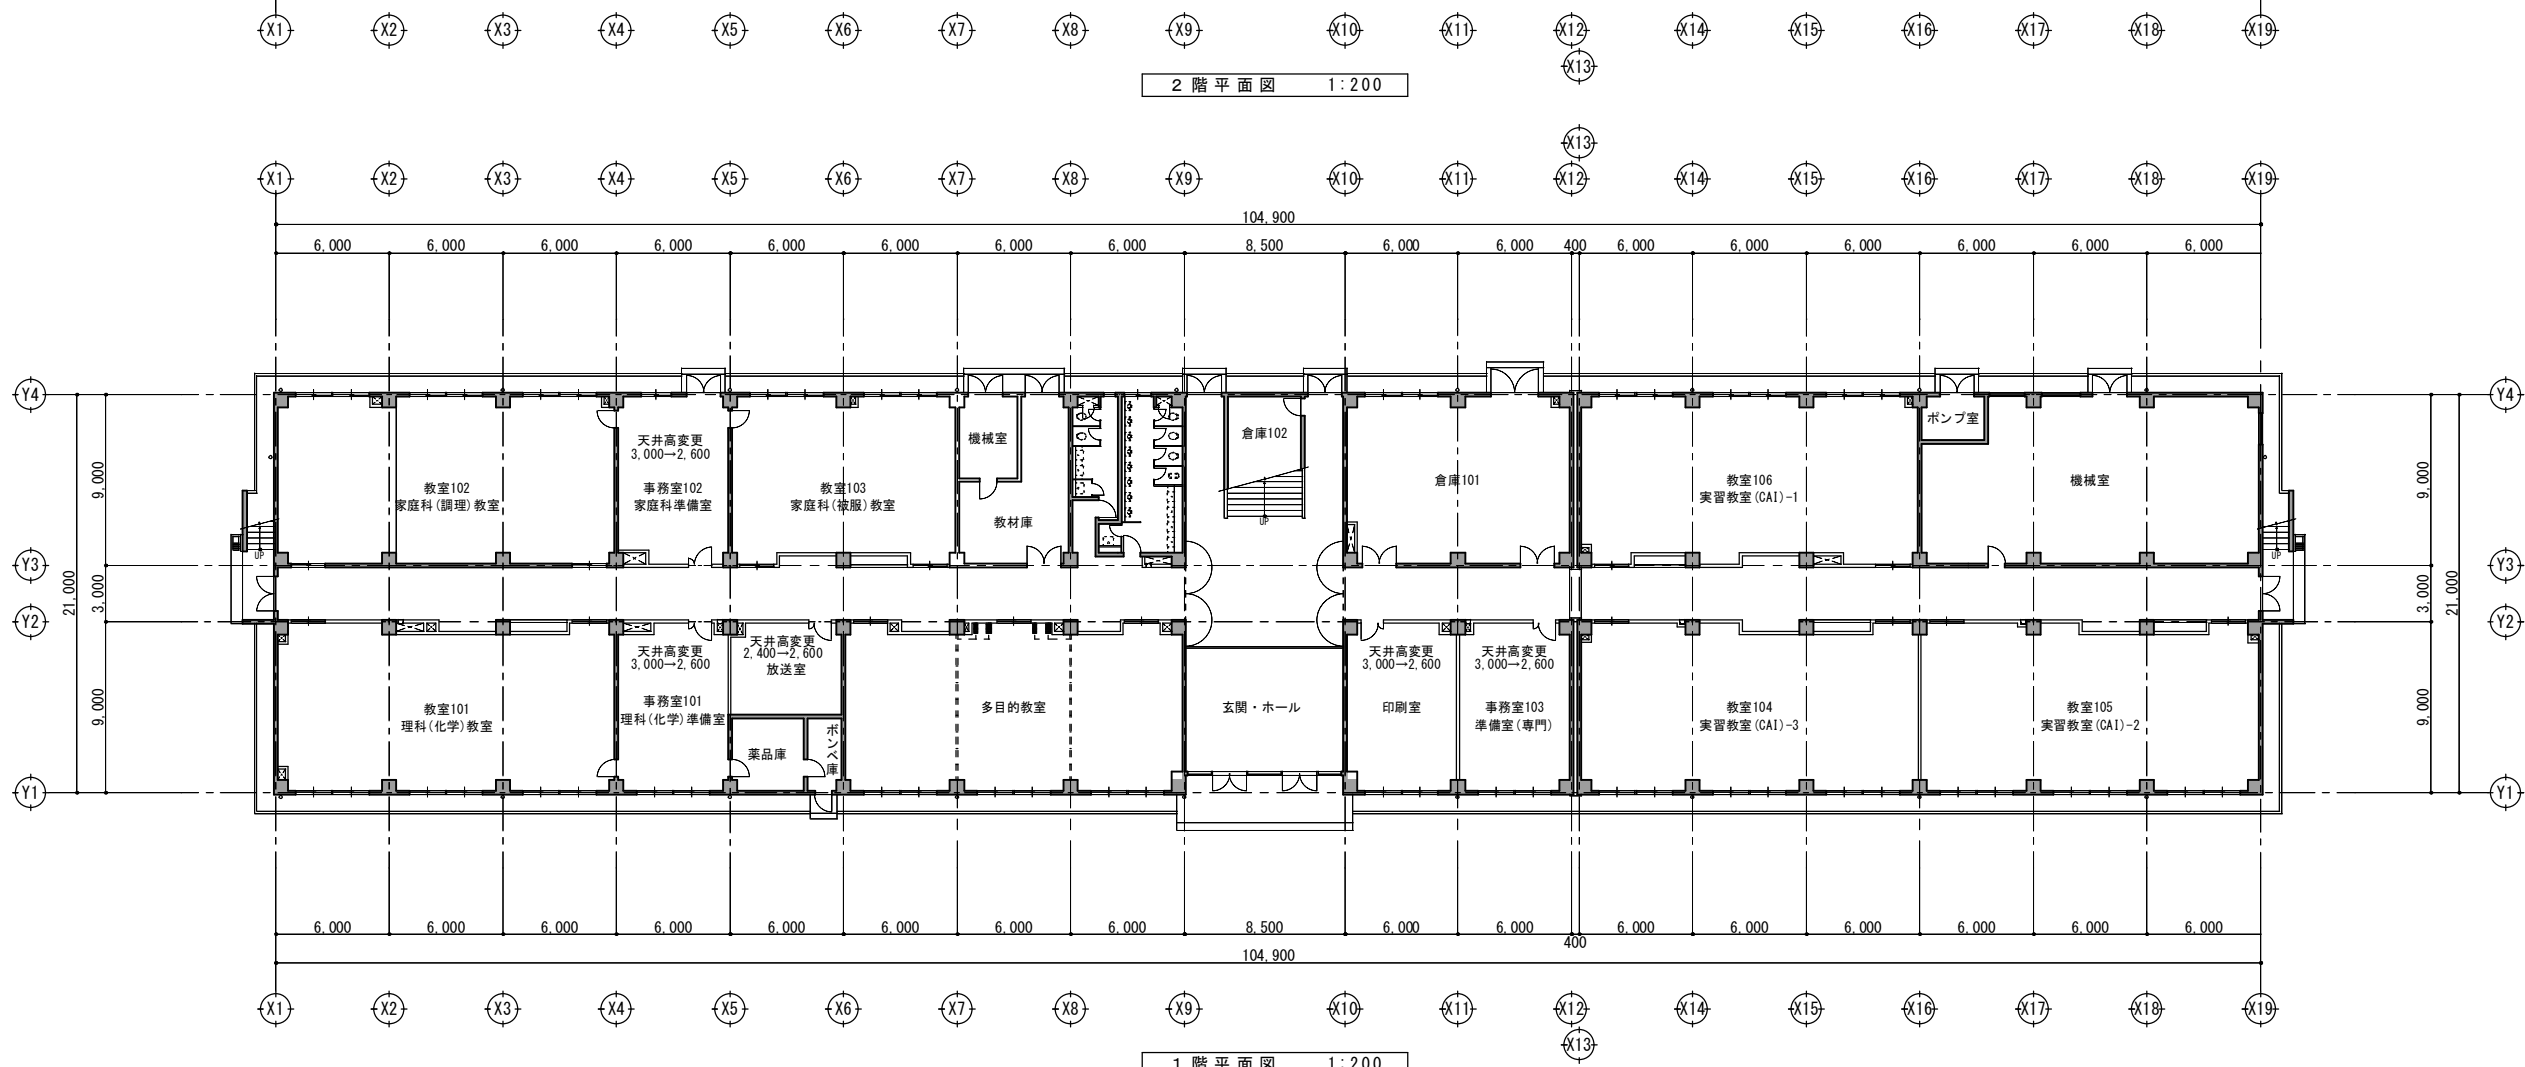 X1 X2 X3 X4 X5 X6 X7 X8 X9 X10 X11 X12 X14 X15 X16 X17 X18 X19
X13
2階平面図 1:200
X13
X1 X2 X3 X4 X5 X6 X7 X8 X9 X10 X11 X12 X14 X15 X16 X17 X18 X19
104,900
6,000 6,000 6,000 6,000 6,000 6,000 6,000 6,000 8,500 6,000 6,000 400 6,000 6,000 6,000 6,000 6,000 6,000
Y4 Y4
9,000 9,000
21,000 21,000
3,000 3,000
9,000 9,000
Y3 Y3
Y2 Y2
Y1 Y1
教室102
家庭科(調理)教室
天井高変更
3,000→2,600
事務室102
家庭科準備室
教室103
家庭科(被服)教室
機械室
教材庫
倉庫102
UP
倉庫101
教室106
実習教室(CAI)-1
ポンプ室
機械室
UP
UP
教室101
理科(化学)教室
天井高変更
3,000→2,600
事務室101
理科(化学)準備室
天井高変更
2,400→2,600
放送室
薬品庫
ボンベ庫
多目的教室
玄関・ホール
天井高変更
3,000→2,600
印刷室
天井高変更
3,000→2,600
事務室103
準備室(専門)
教室104
実習教室(CAI)-3
教室105
実習教室(CAI)-2
6,000 6,000 6,000 6,000 6,000 6,000 6,000 6,000 8,500 6,000 6,000 6,000 6,000 6,000 6,000 6,000 6,000
400
104,900
X1 X2 X3 X4 X5 X6 X7 X8 X9 X10 X11 X12 X14 X15 X16 X17 X18 X19
X13
1階平面図 1:200